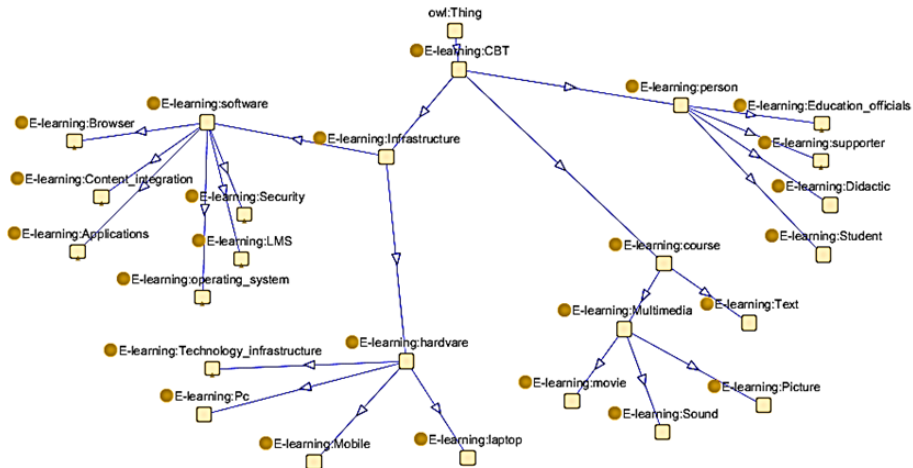 owl:Thing
E-learning:CBT
E-learning:person
E-learning:software
E-learning:Education_officials
E-learning:Browser
E-learning:Infrastructure
E-learning:supporter
E-learning:Content_integration
E-learning:Didactic
E-learning:Security
E-learning:Applications
E-learning:LMS
E-learning:Student
E-learning:course
E-learning:operating_system
E-learning:Text
E-learning:Multimedia
E-learning:hardvare
E-learning:Technology_infrastructure
E-learning:movie
E-learning:Picture
E-learning:Pc
E-learning:Sound
E-learning:Mobile
E-learning:laptop